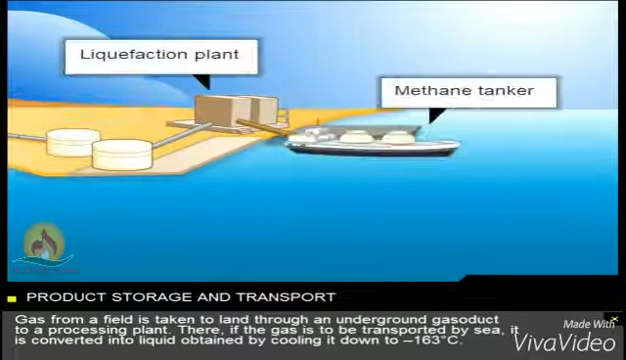 Liquefaction plant
Methane tanker
PRODUCT STORAGE AND TRANSPORT
Gas from a field is taken to land through an underground gasoduct
to a processing plant. There, if the gas is to be transported by sea, it
is converted into liquid obtained by cooling it down to –163°C.
Made With
VivaVideo